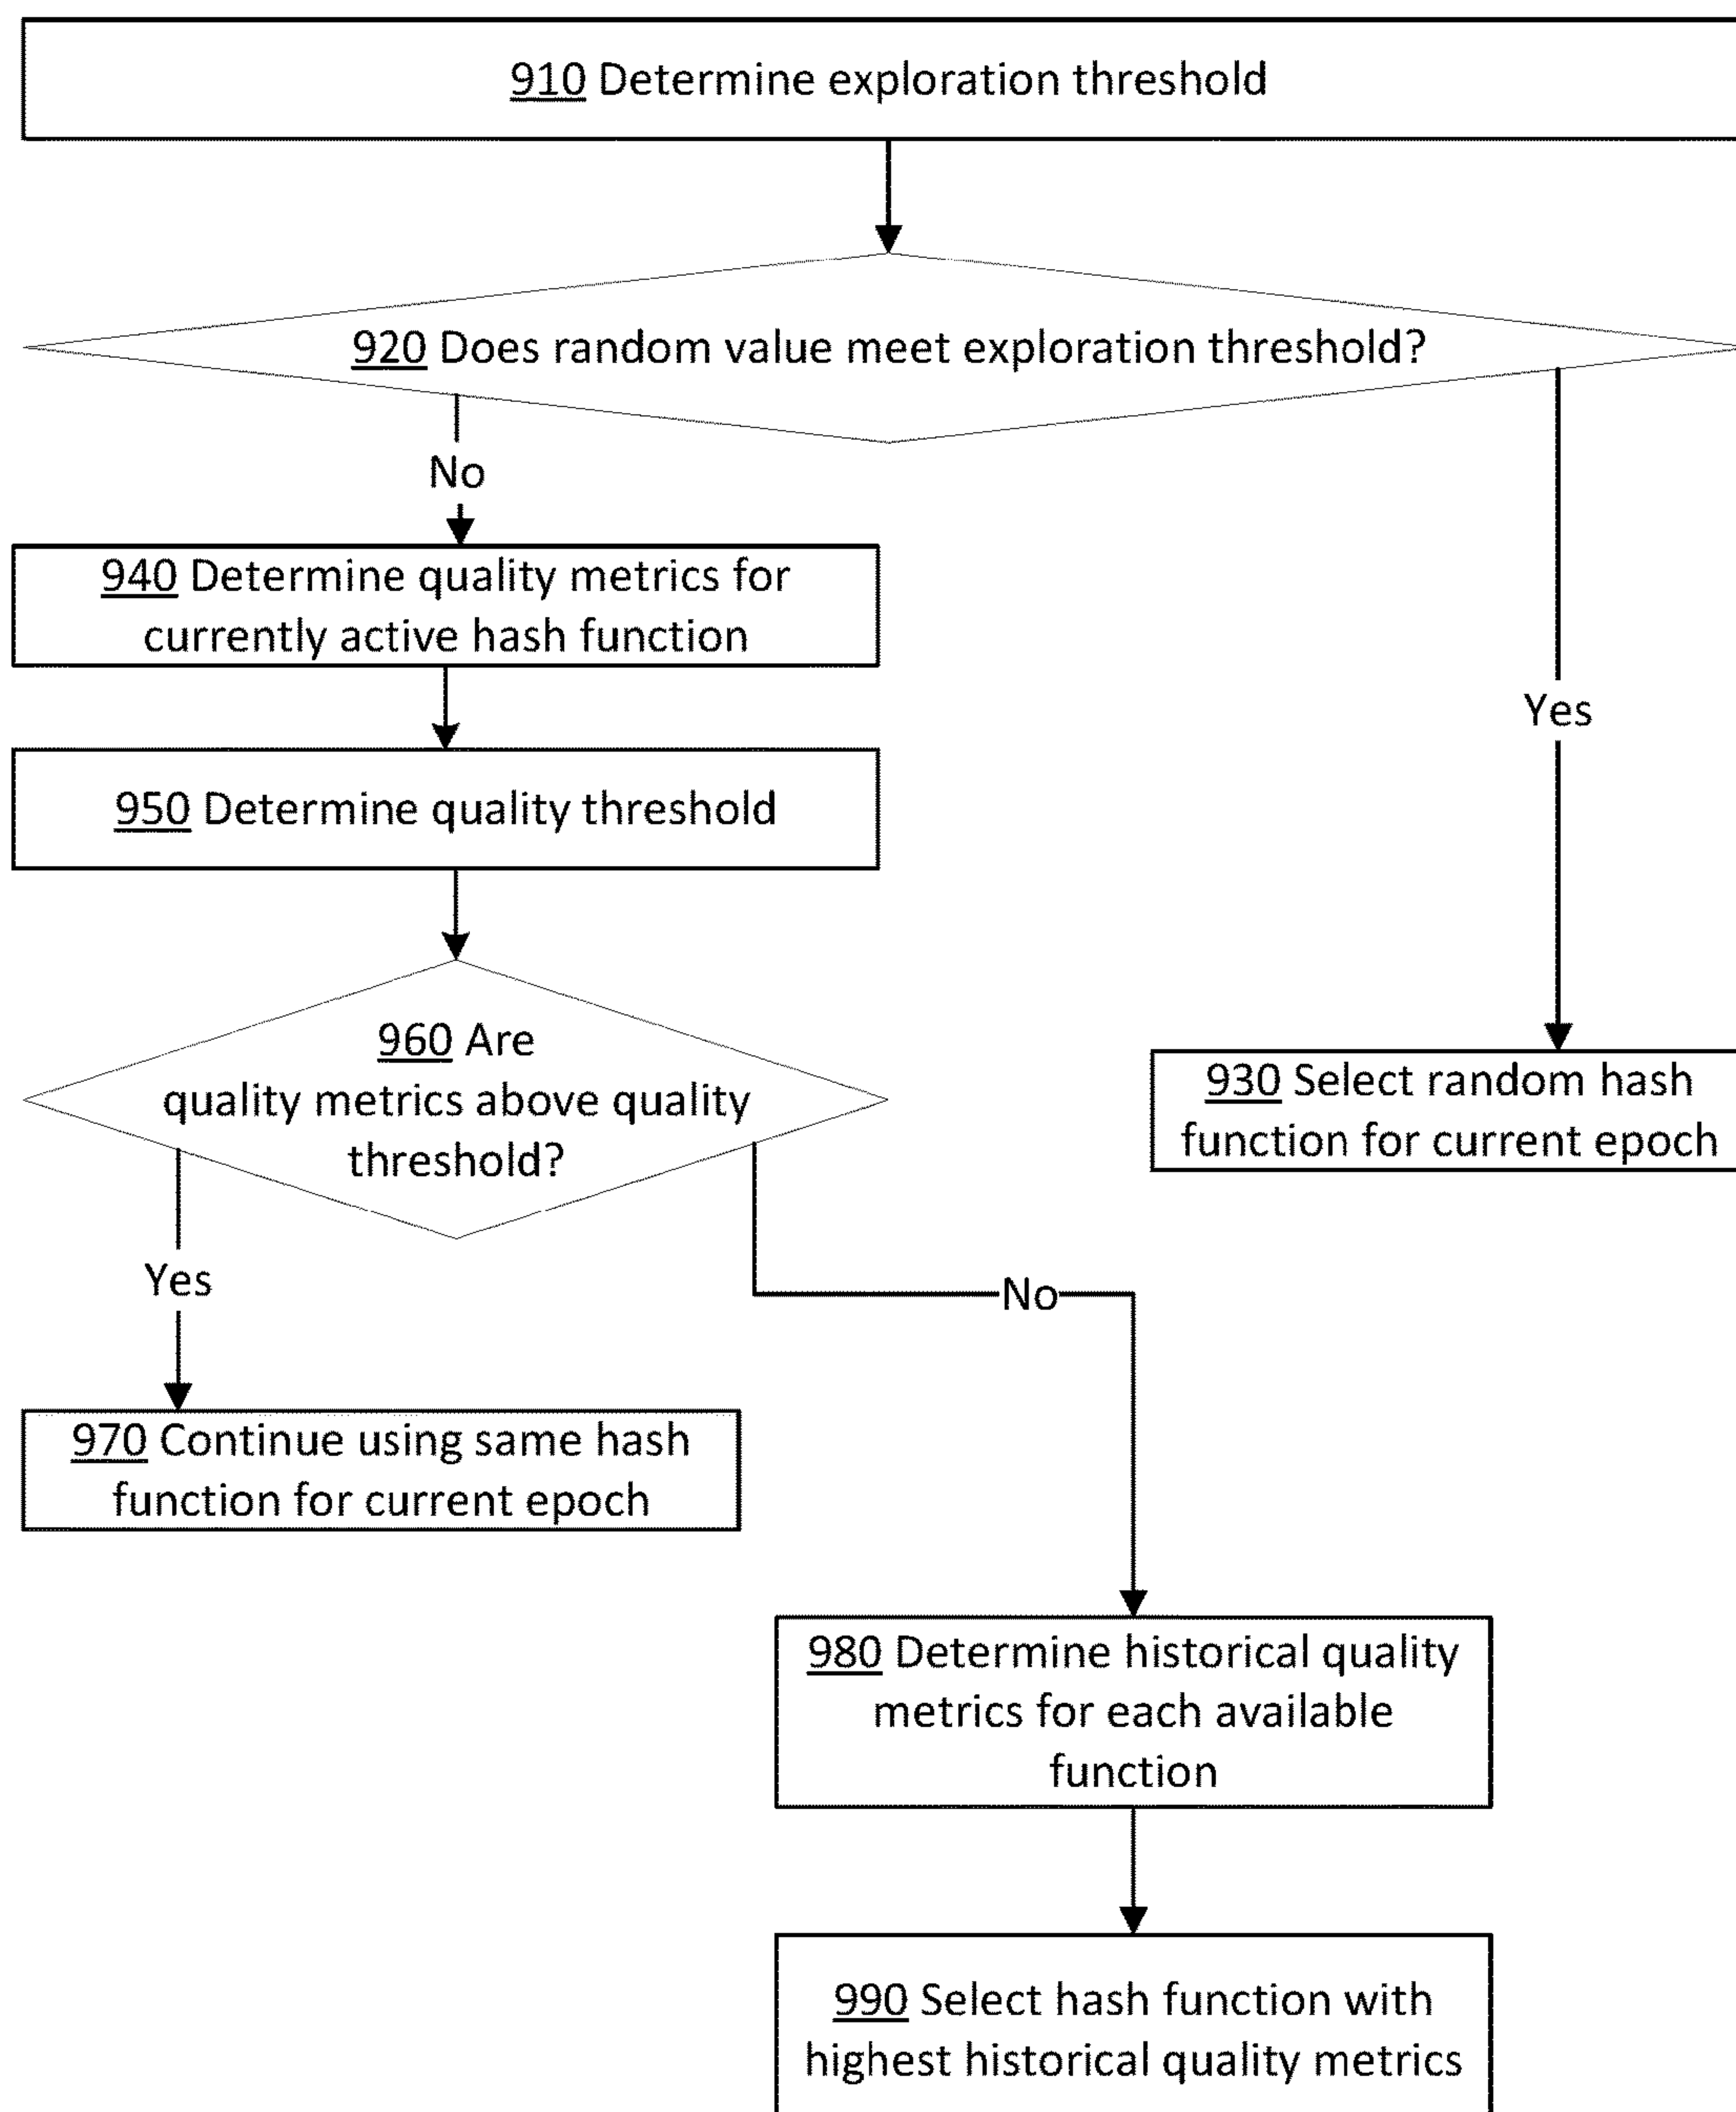 910 Determine exploration threshold
920 Does random value meet exploration threshold?
No
940 Determine quality metrics for
currently active hash function
Yes
950 Determine quality threshold
960 Are
quality metrics above quality
threshold?
930 Select random hash
function for current epoch
Yes
No
970 Continue using same hash
function for current epoch
980 Determine historical quality
metrics for each available
function
990 Select hash function with
highest historical quality metrics